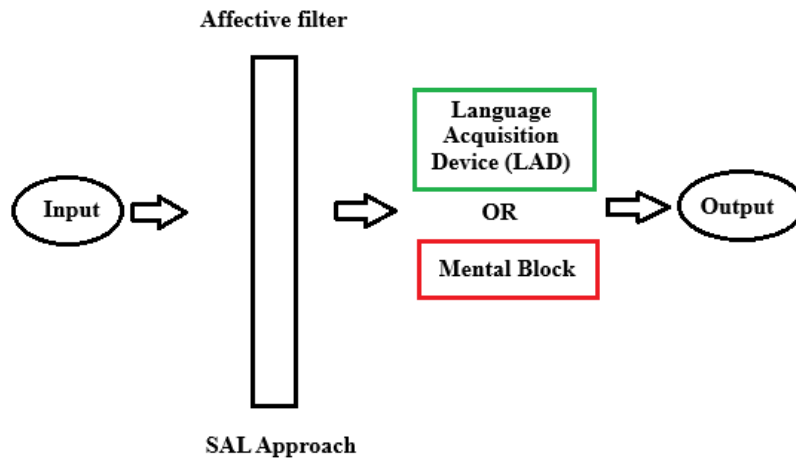 Affective filter
Input
Language
Acquisition
Device (LAD)
OR
Mental Block
Output
SAL Approach